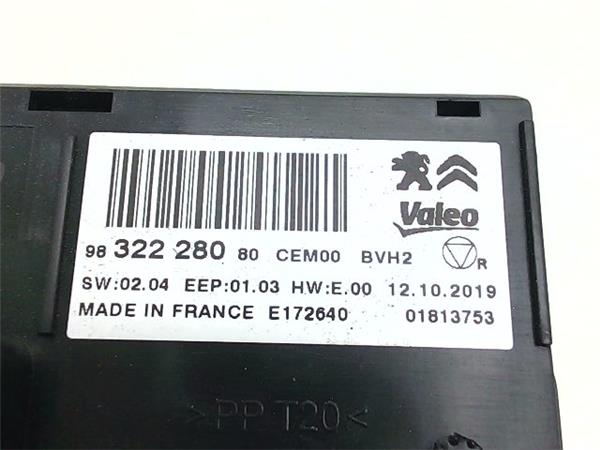 Valeo
98 322 280 80 CEM00 BVH2 R
SW:02.04 EEP:01.03 HW:E.00 12.10.2019
MADE IN FRANCE E172640 01813753
>PP T20<